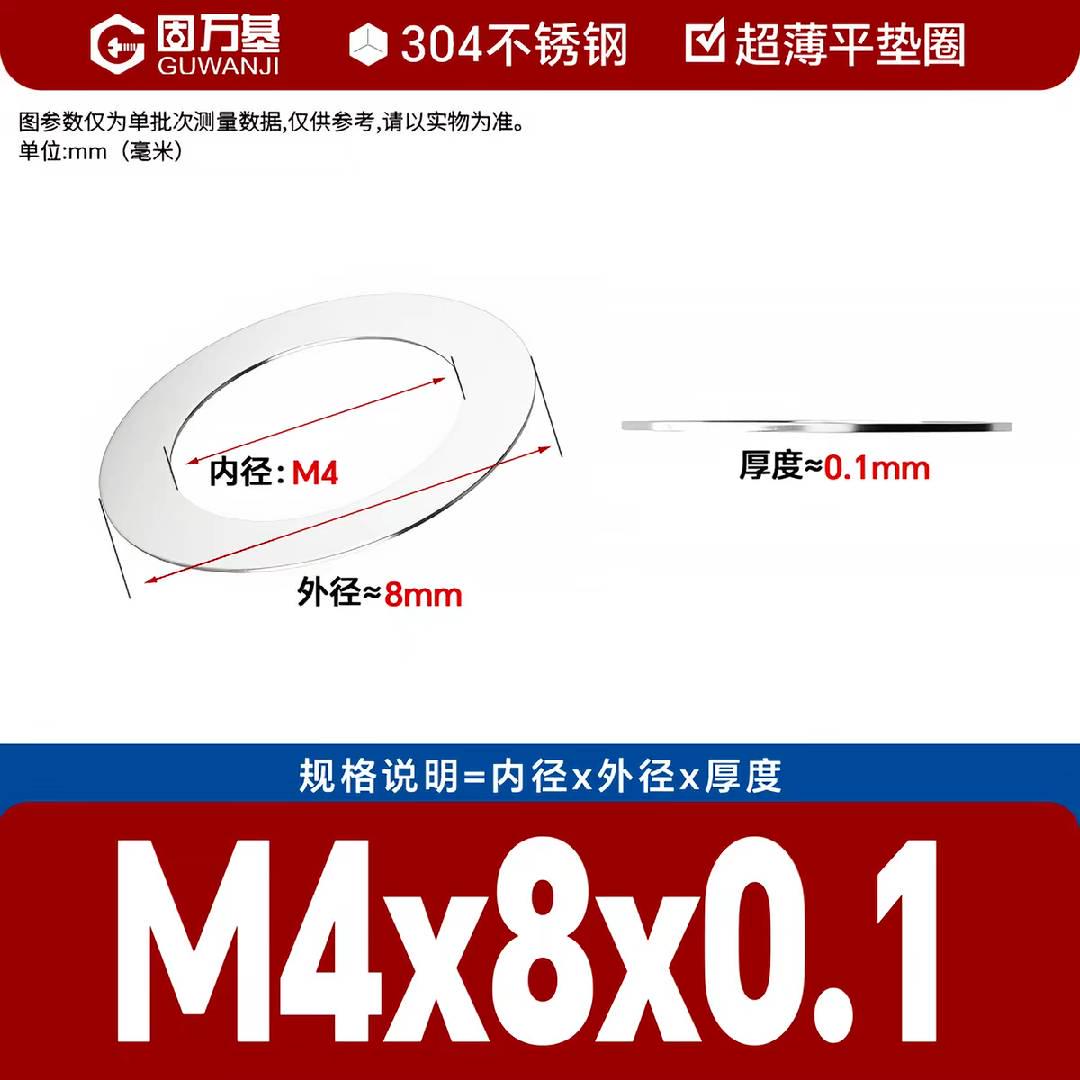 固万基
GUWANJI
304不锈钢
超薄平垫圈
图参数仅为单批次测量数据,仅供参考,请以实物为准。
单位:mm（毫米）
内径:M4
外径≈8mm
厚度≈0.1mm
规格说明=内径x外径x厚度
M4x8x0.1